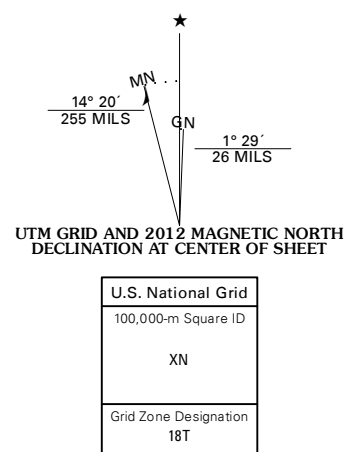 ★
MN
GN
14° 20´
255 MILS
1° 29´
26 MILS
UTM GRID AND 2012 MAGNETIC NORTH
DECLINATION AT CENTER OF SHEET
U.S. National Grid
100,000-m Square ID
XN
Grid Zone Designation
18T